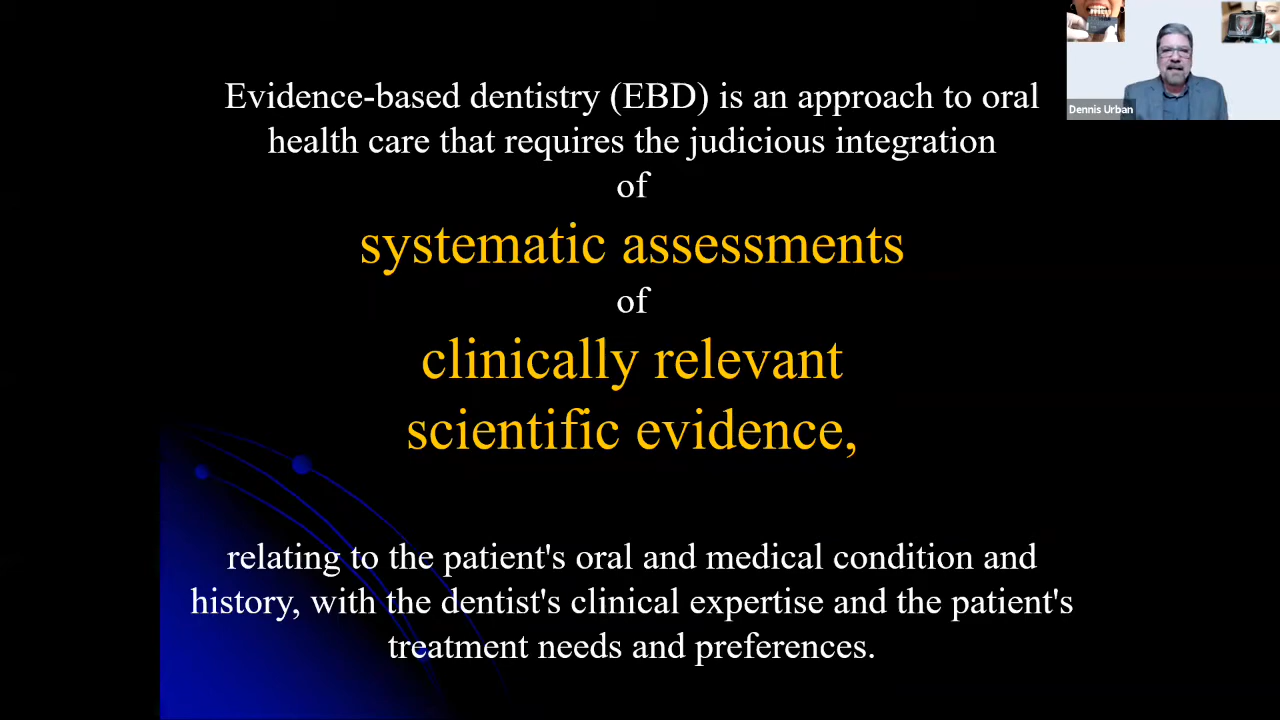 Evidence-based dentistry (EBD) is an approach to oral
health care that requires the judicious integration
of
systematic assessments
of
clinically relevant
scientific evidence,
relating to the patient's oral and medical condition and
history, with the dentist's clinical expertise and the patient's
treatment needs and preferences.
Dennis Urban